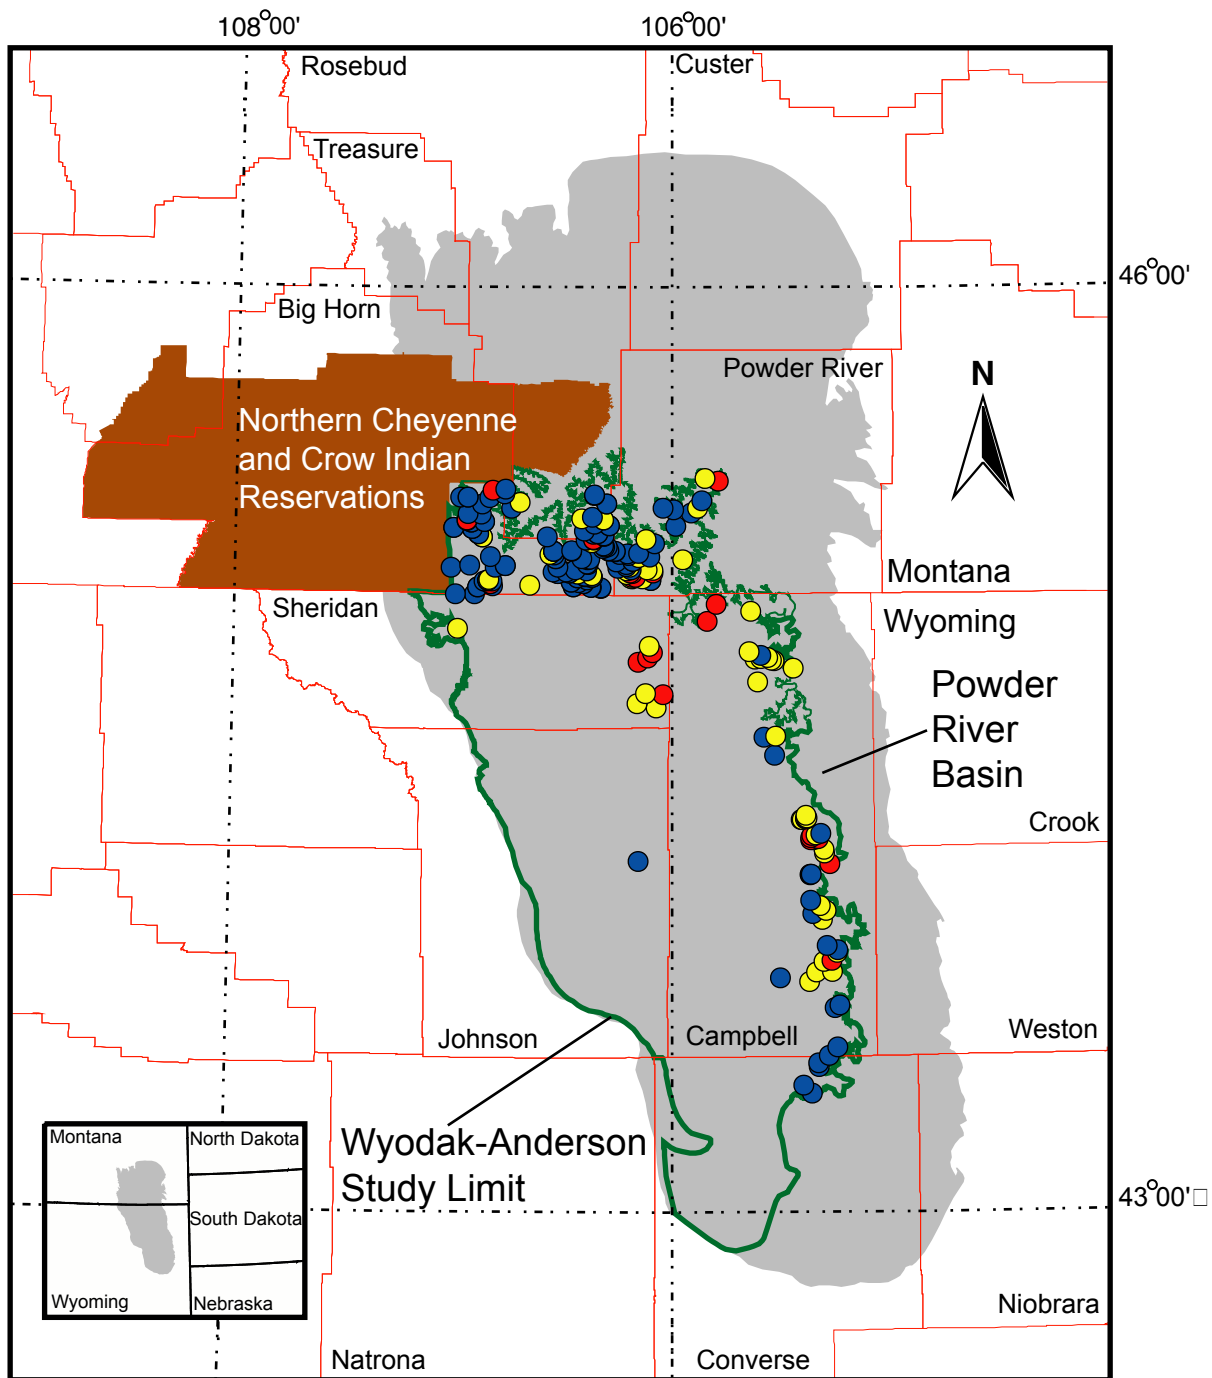 108°00'
106°00'
Rosebud
Custer
Treasure
46°00'
Big Horn
Powder River
N
Northern Cheyenne
and Crow Indian
Reservations
Montana
Sheridan
Wyoming
Powder
River
Basin
Crook
Johnson
Campbell
Weston
Wyodak-Anderson
Study Limit
Montana
North Dakota
South Dakota
Wyoming
Nebraska
43°00'□
Niobrara
Natrona
Converse